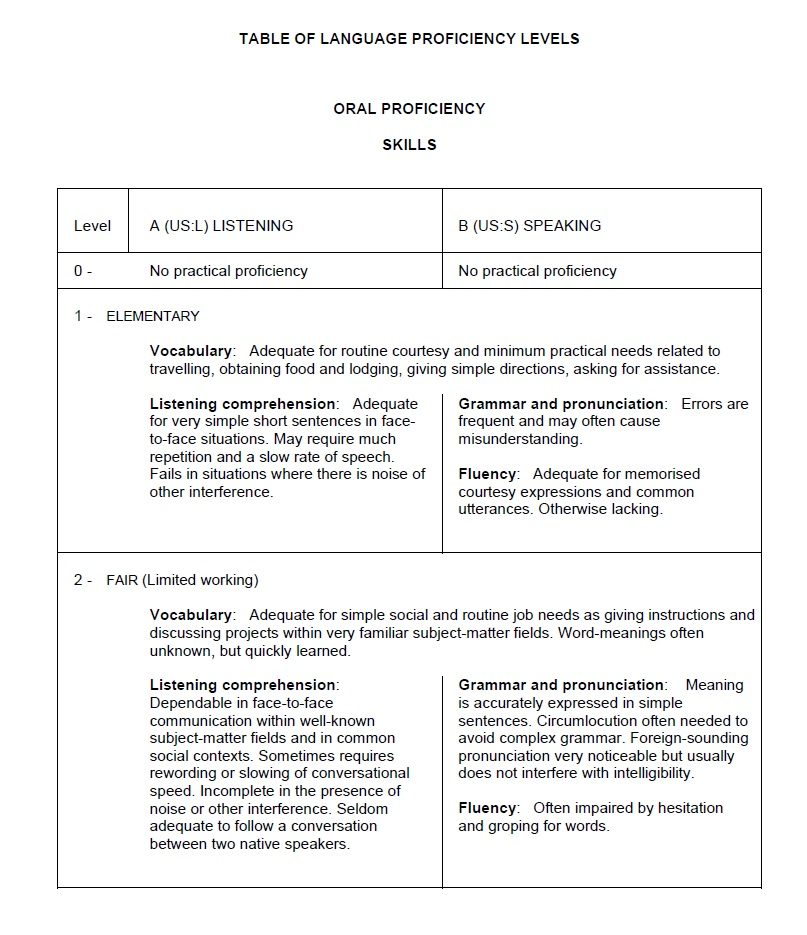 TABLE OF LANGUAGE PROFICIENCY LEVELS
ORAL PROFICIENCY
SKILLS
Level
A (US:L) LISTENING
B (US:S) SPEAKING
0 -
No practical proficiency
No practical proficiency
1 - ELEMENTARY
Vocabulary: Adequate for routine courtesy and minimum practical needs related to
travelling, obtaining food and lodging, giving simple directions, asking for assistance.
Listening comprehension: Adequate
for very simple short sentences in face-
to-face situations. May require much
repetition and a slow rate of speech.
Fails in situations where there is noise of
other interference.
Grammar and pronunciation: Errors are
frequent and may often cause
misunderstanding.
Fluency: Adequate for memorised
courtesy expressions and common
utterances. Otherwise lacking.
2 - FAIR (Limited working)
Vocabulary: Adequate for simple social and routine job needs as giving instructions and
discussing projects within very familiar subject-matter fields. Word-meanings often
unknown, but quickly learned.
Listening comprehension:
Dependable in face-to-face
communication within well-known
subject-matter fields and in common
social contexts. Sometimes requires
rewording or slowing of conversational
speed. Incomplete in the presence of
noise or other interference. Seldom
adequate to follow a conversation
between two native speakers.
Grammar and pronunciation: Meaning
is accurately expressed in simple
sentences. Circumlocution often needed to
avoid complex grammar. Foreign-sounding
pronunciation very noticeable but usually
does not interfere with intelligibility.
Fluency: Often impaired by hesitation
and groping for words.